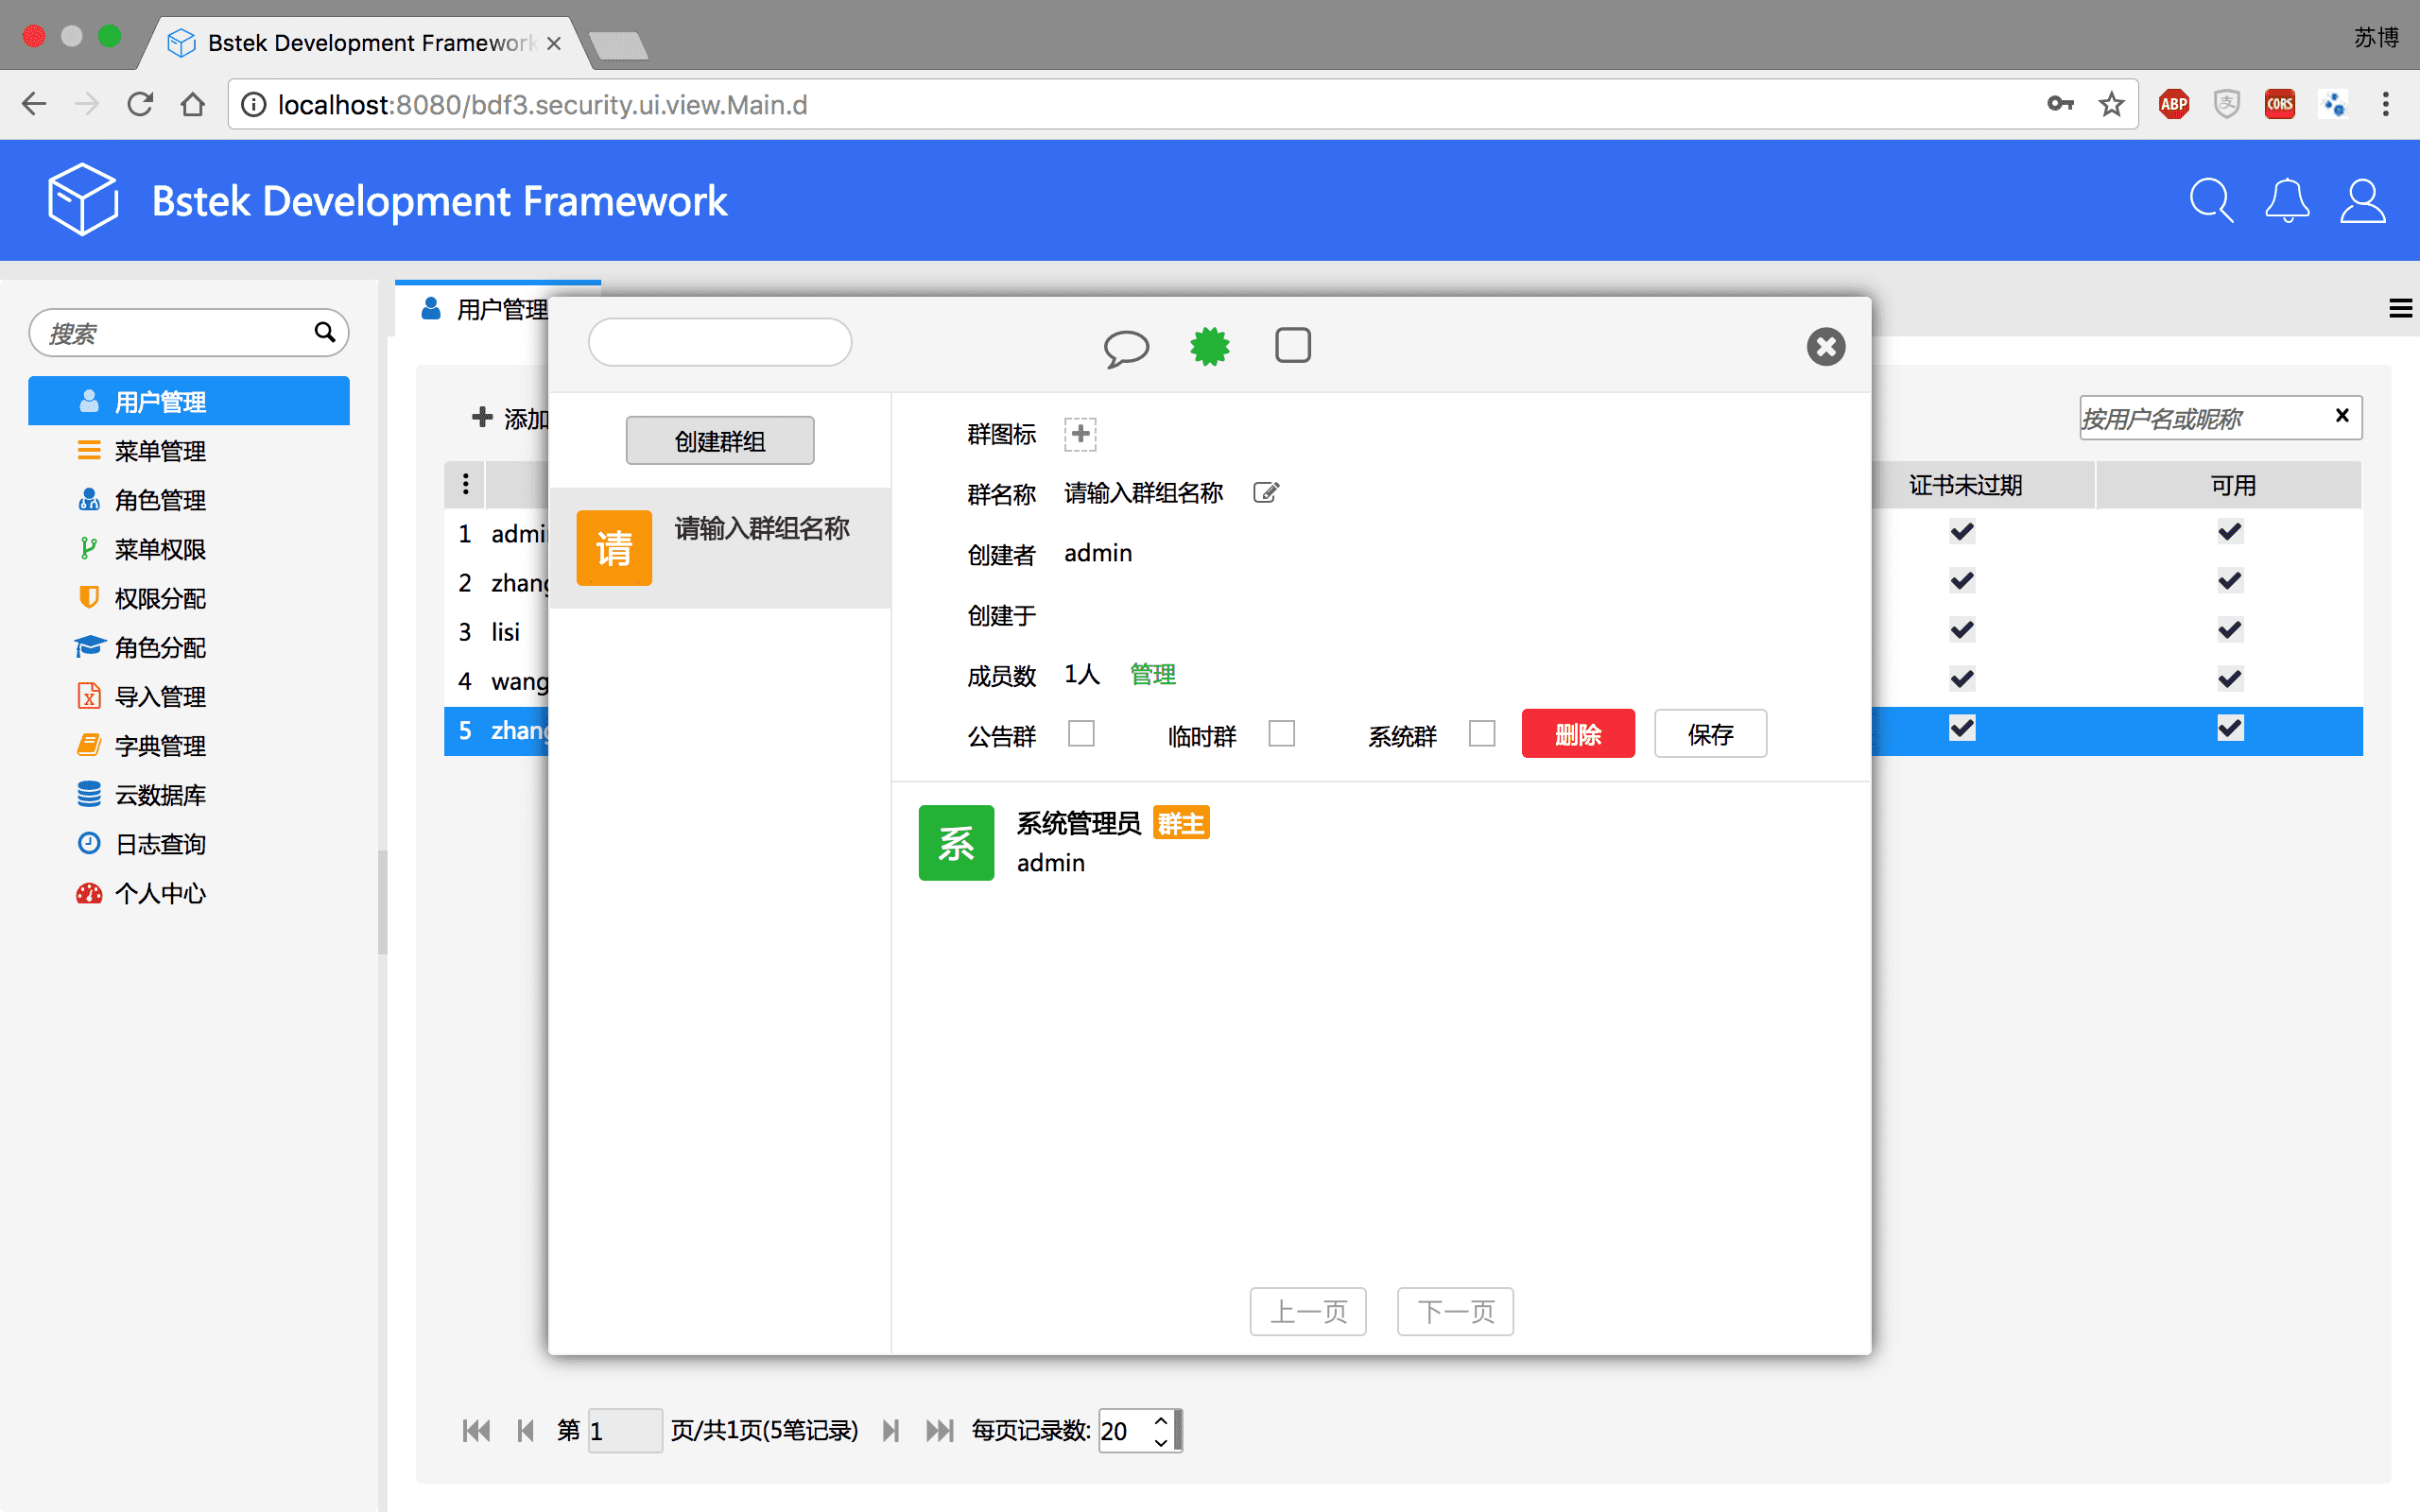 Bstek Development Framework
苏博
localhost:8080/bdf3.security.ui.view.Main.d
ABP
支
CORS
Bstek Development Framework
搜索
用户管理
菜单管理
角色管理
菜单权限
权限分配
角色分配
导入管理
字典管理
云数据库
日志查询
个人中心
用户管理
添加
按用户名或昵称
证书未过期 可用
1 admi
2 zhang
3 lisi
4 wang
5 zhang
创建群组
请
请输入群组名称
群图标
群名称 请输入群组名称
创建者 admin
创建于
成员数 1人 管理
公告群 临时群 系统群 删除 保存
系
系统管理员 群主
admin
上一页 下一页
第 1 页/共1页(5笔记录) 每页记录数: 20